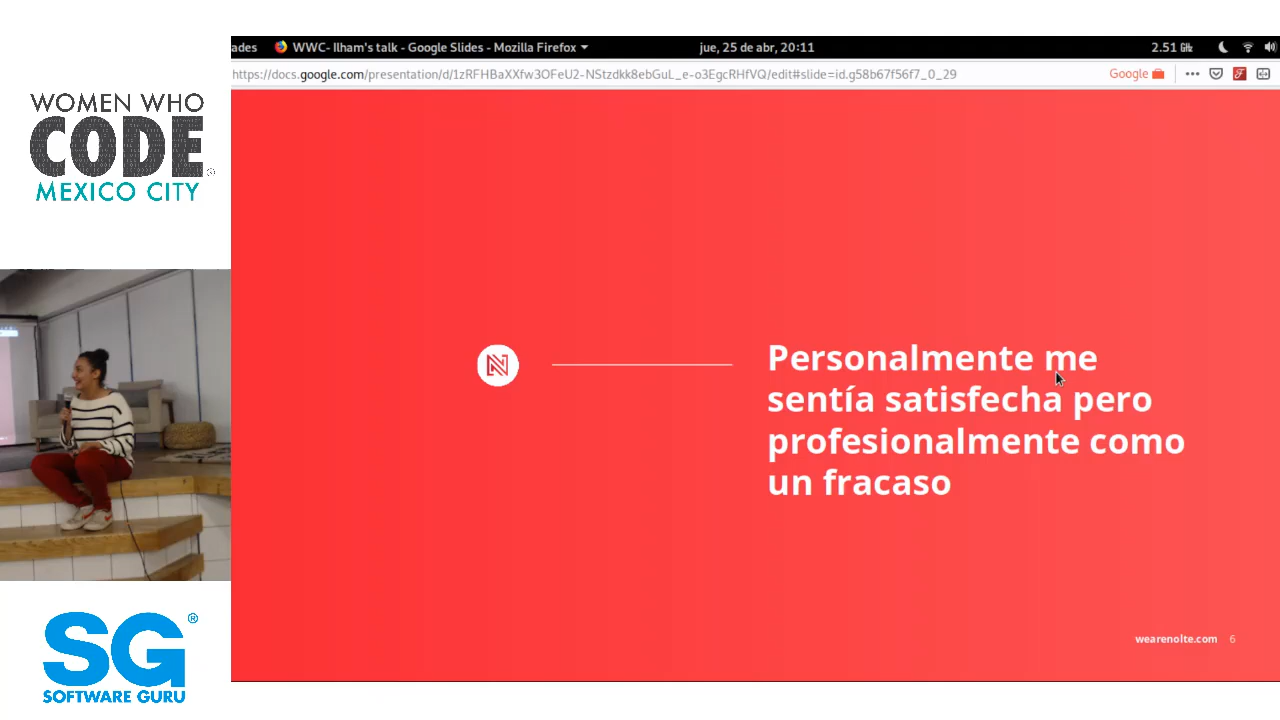 ades WWC- Ilham's talk - Google Slides - Mozilla Firefox jue, 25 de abr, 20:11 2.51 GHz
https://docs.google.com/presentation/d/1zRFHBaXXfw3OFeU2-NStzdkk8ebGuL_e-o3EgcRHfVQ/edit#slide=id.g58b67f56f7_0_29 Google
WOMEN WHO
CODE
MEXICO CITY
N
Personalmente me
sentía satisfecha pero
profesionalmente como
un fracaso
wearenolte.com 6
SG®
SOFTWARE GURU